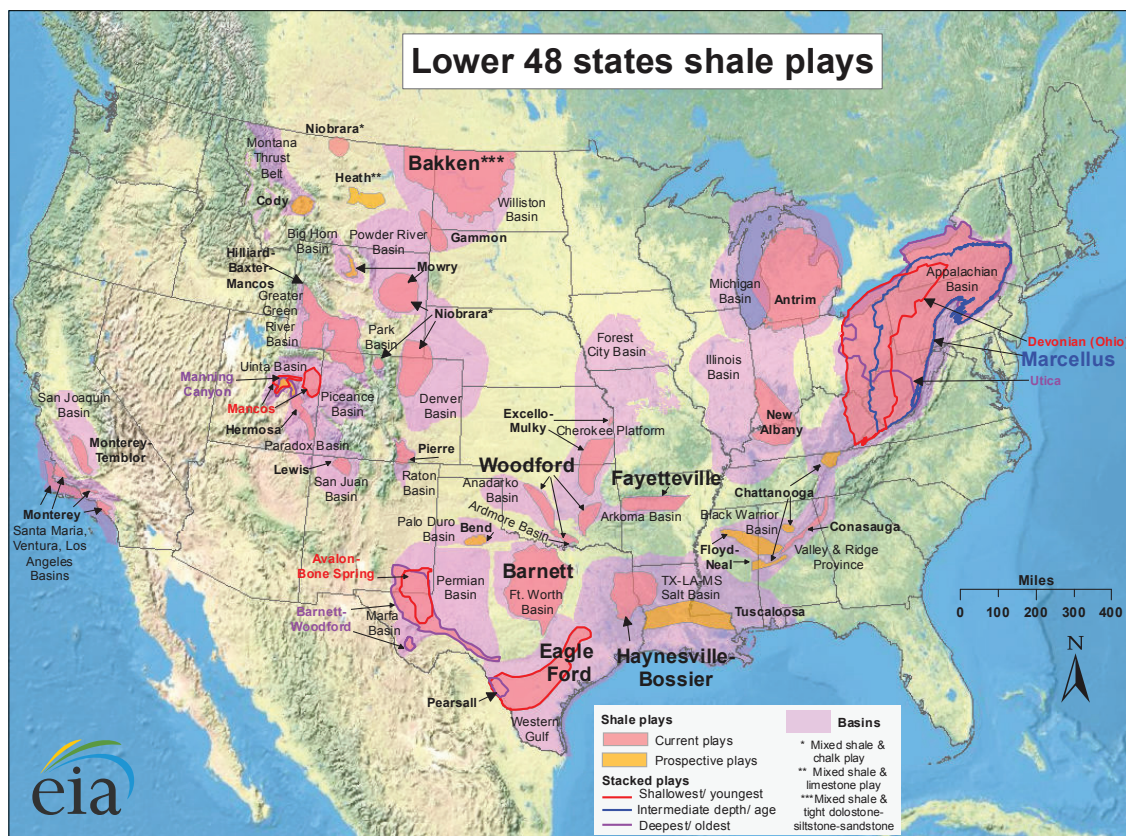 Lower 48 states shale plays
Niobrara*
Montana
Thrust
Belt
Bakken***
Heath**
Cody
Williston
Basin
Big Horn
Basin
Powder River
Basin
Gammon
Hilliard-
Baxter-
Mancos
Mowry
Greater
Green
River
Basin
Park
Basin
Niobrara*
Michigan
Basin
Antrim
Appalachian
Basin
Devonian (Ohio)
Marcellus
Utica
Forest
City Basin
Illinois
Basin
New
Albany
Uinta Basin
Manning
Canyon
Mancos
Piceance
Basin
Denver
Basin
Hermosa
San Joaquin
Basin
Monterey-
Temblor
Paradox Basin
Lewis
San Juan
Basin
Pierre
Raton
Basin
Excello-
Mulky
Cherokee Platform
Woodford
Anadarko
Basin
Fayetteville
Arkoma Basin
Ardmore Basin
Palo Duro
Basin
Bend
Chattanooga
Black Warrior
Basin
Conasauga
Floyd-
Neal
Valley & Ridge
Province
Monterey
Santa Maria,
Ventura, Los
Angeles
Basins
Avalon-
Bone Spring
Permian
Basin
Barnett
Ft. Worth
Basin
TX-LA-MS
Salt Basin
Tuscaloosa
Barnett-
Woodford
Marfa
Basin
Eagle
Ford
Haynesville-
Bossier
Pearsall
Western
Gulf
Miles
0 100 200 300 400
N
eia
Shale plays
Current plays
Prospective plays
Stacked plays
Shallowest/ youngest
Intermediate depth/ age
Deepest/ oldest
Basins
* Mixed shale &
chalk play
** Mixed shale &
limestone play
***Mixed shale &
tight dolostone-
siltstone-sandstone